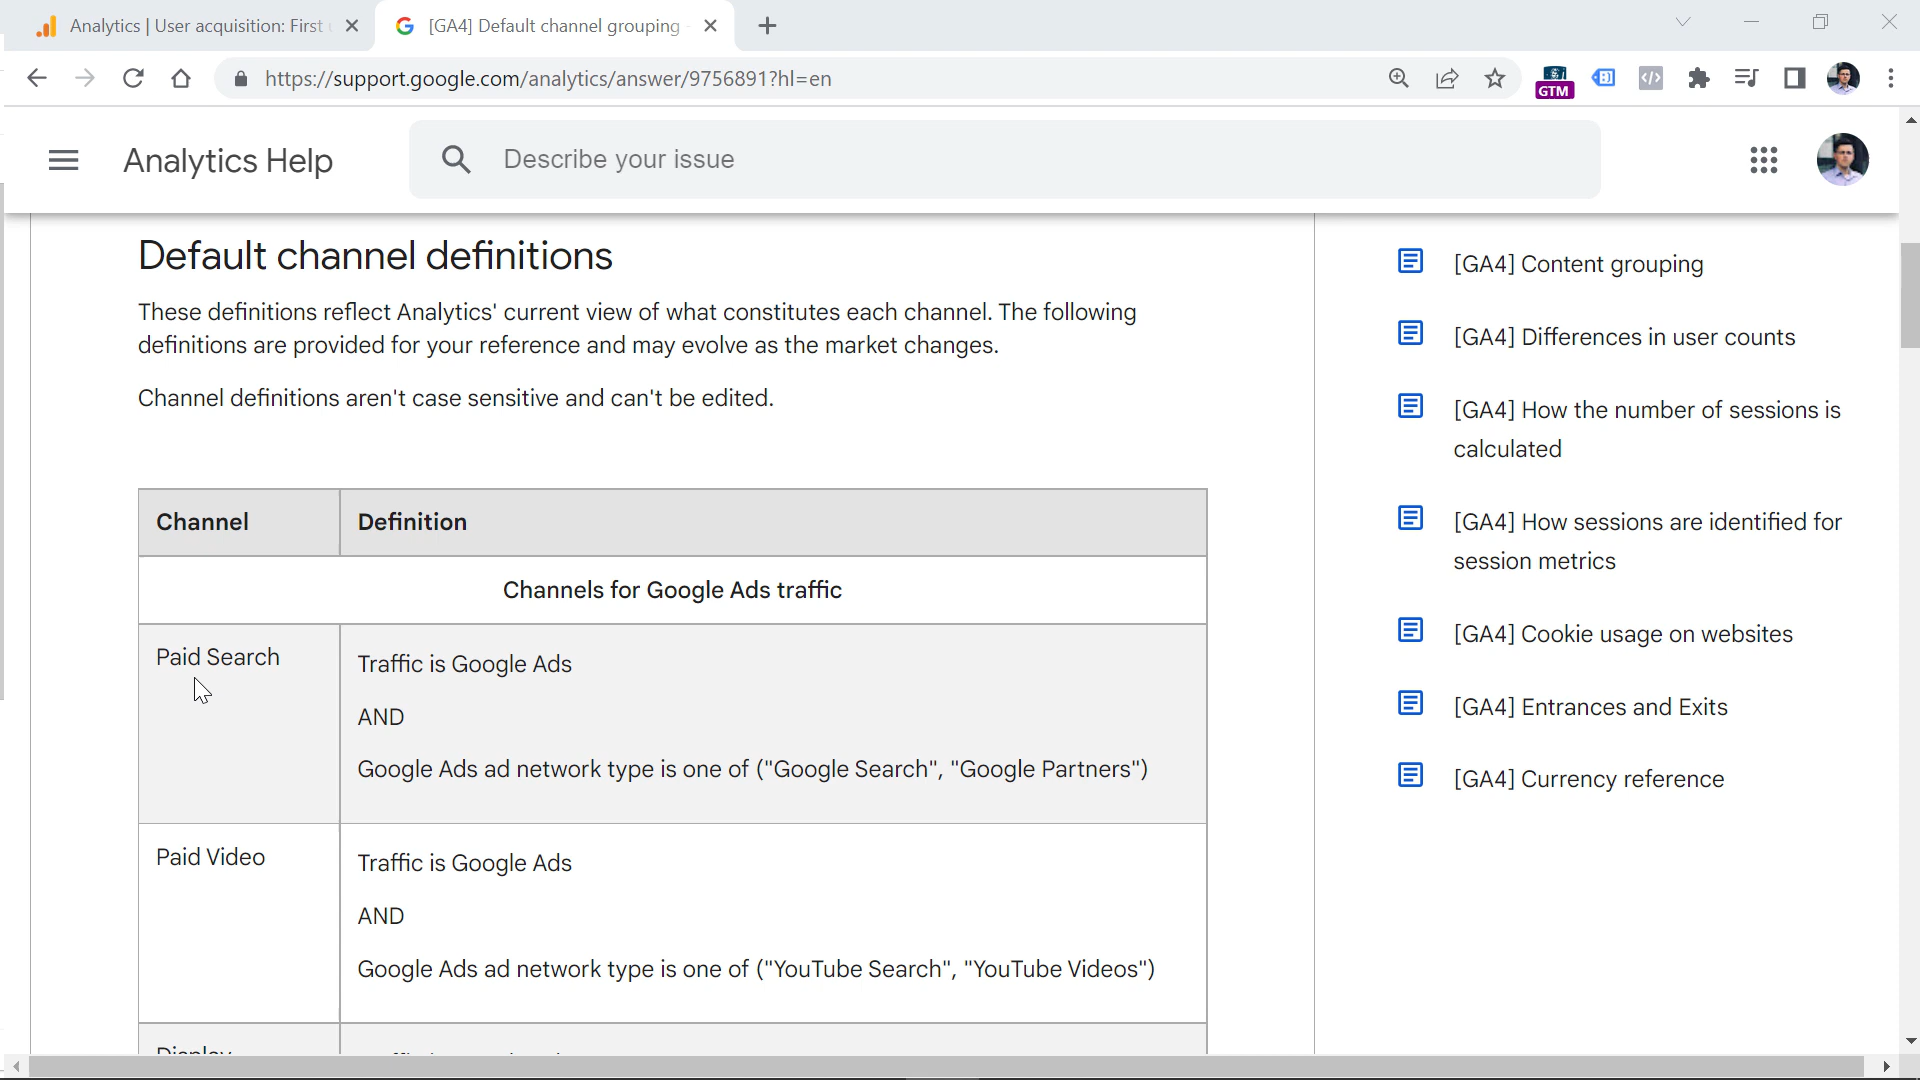 Analytics | User acquisition: First
[GA4] Default channel grouping
https://support.google.com/analytics/answer/9756891?hl=en
GTM
Analytics Help
Describe your issue
Default channel definitions
These definitions reflect Analytics' current view of what constitutes each channel. The following
definitions are provided for your reference and may evolve as the market changes.
Channel definitions aren't case sensitive and can't be edited.
Channel Definition
Channels for Google Ads traffic
Paid Search
Traffic is Google Ads
AND
Google Ads ad network type is one of ("Google Search", "Google Partners")
Paid Video
Traffic is Google Ads
AND
Google Ads ad network type is one of ("YouTube Search", "YouTube Videos")
Display
[GA4] Content grouping
[GA4] Differences in user counts
[GA4] How the number of sessions is
calculated
[GA4] How sessions are identified for
session metrics
[GA4] Cookie usage on websites
[GA4] Entrances and Exits
[GA4] Currency reference